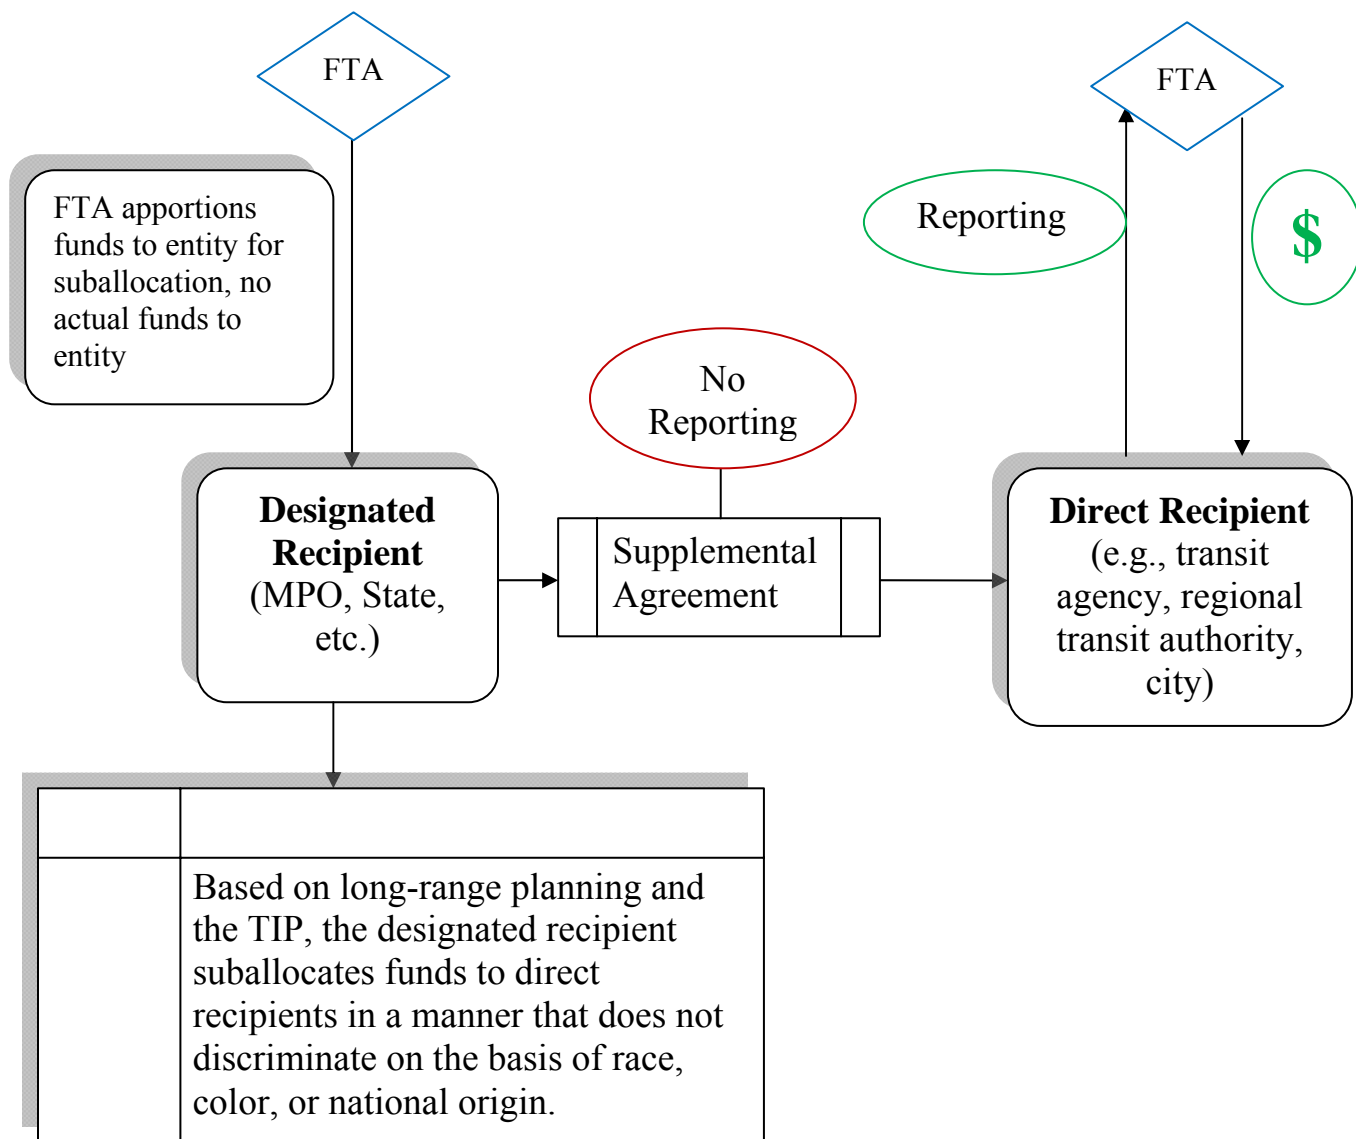 FTA
FTA
FTA apportions
funds to entity for
suballocation, no
actual funds to
entity
Reporting
$
No
Reporting
Designated
Recipient
(MPO, State,
etc.)
Supplemental
Agreement
Direct Recipient
(e.g., transit
agency, regional
transit authority,
city)
Based on long-range planning and
the TIP, the designated recipient
suballocates funds to direct
recipients in a manner that does not
discriminate on the basis of race,
color, or national origin.